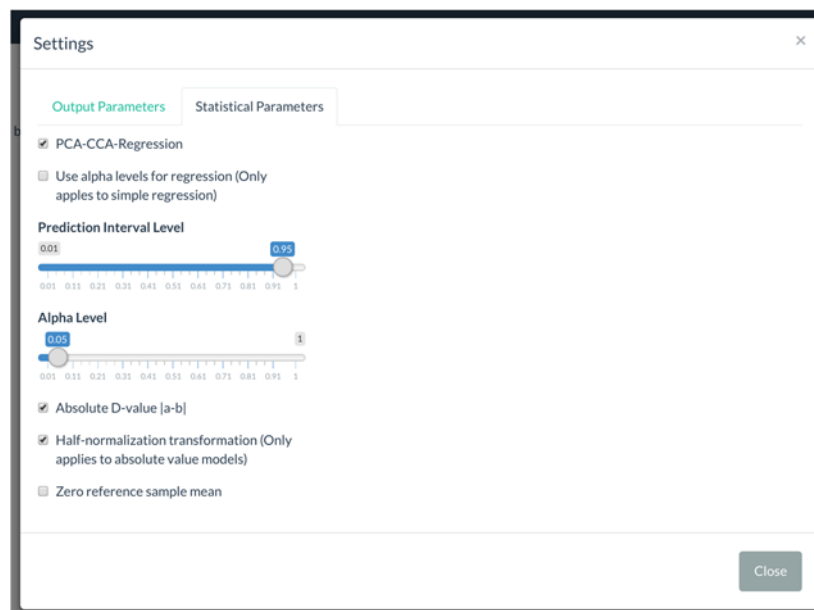 Settings
×
Output Parameters Statistical Parameters
b
PCA-CCA-Regression
Use alpha levels for regression (Only
apples to simple regression)
Prediction Interval Level
0.01 0.95
0.01 0.11 0.21 0.31 0.41 0.51 0.61 0.71 0.81 0.91 1
Alpha Level
0.05 1
0.01 0.11 0.21 0.31 0.41 0.51 0.61 0.71 0.81 0.91 1
Absolute D-value |a-b|
Half-normalization transformation (Only
applies to absolute value models)
Zero reference sample mean
Close